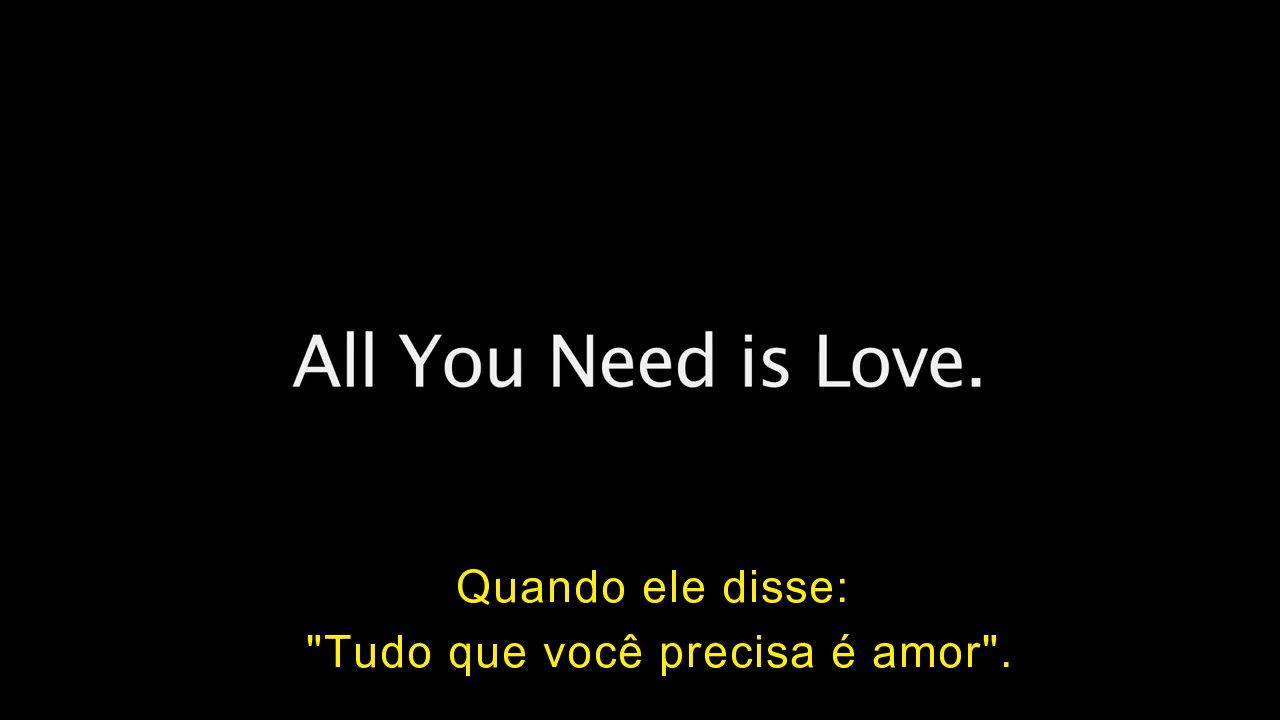 All You Need is Love.
Quando ele disse:
"Tudo que você precisa é amor".